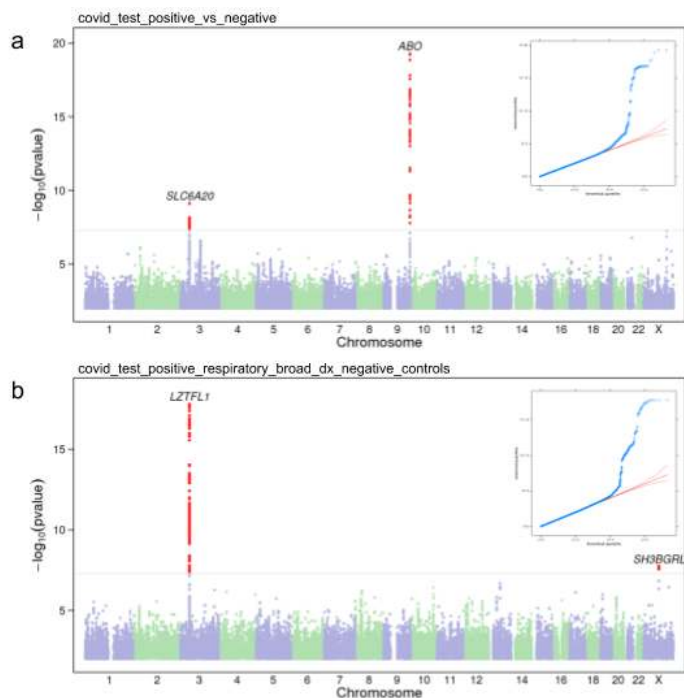 covid_test_positive_vs_negative
a
ABO
SLC6A20
−log10(pvalue)
20
15
10
5
1 2 3 4 5 6 7 8 9 10 11 12 14 16 18 20 22 X
Chromosome
covid_test_positive_respiratory_broad_dx_negative_controls
b
LZTFL1
SH3BGRL
−log10(pvalue)
15
10
5
1 2 3 4 5 6 7 8 9 10 11 12 14 16 18 20 22 X
Chromosome